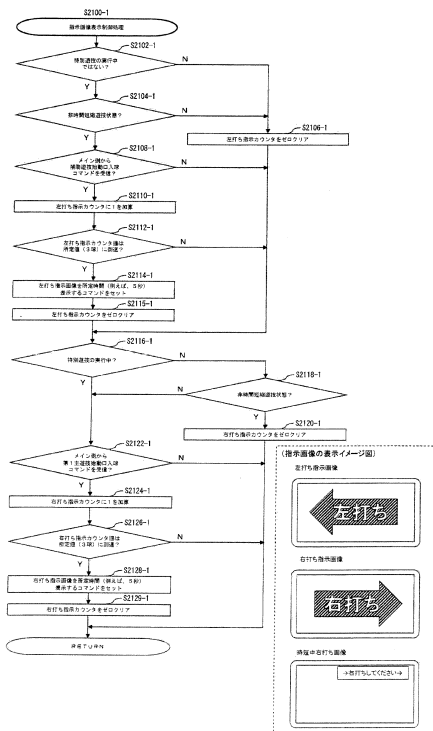 S2100-1
指示画像表示制御処理
S2102-1
特別遊技の実行中
ではない?
N
Y
S2104-1
非時間短縮遊技状態?
N
Y
S2106-1
左打ち指示カウンタをゼロクリア
S2108-1
メイン側から
補助遊技始動口入球
コマンドを受信?
N
Y
S2110-1
左打ち指示カウンタに1を加算
S2112-1
左打ち指示カウンタ値は
所定値(3球)に到達?
N
Y
S2114-1
左打ち指示画像を所定時間(例えば、5秒)
表示するコマンドをセット
S2115-1
左打ち指示カウンタをゼロクリア
S2116-1
特別遊技の実行中?
N
Y
S2118-1
非時間短縮遊技状態?
N
Y
S2120-1
右打ち指示カウンタをゼロクリア
S2122-1
メイン側から
第1主遊技始動口入球
コマンドを受信?
N
Y
S2124-1
右打ち指示カウンタに1を加算
S2126-1
右打ち指示カウンタ値は
所定値(3球)に到達?
N
Y
S2128-1
右打ち指示画像を所定時間(例えば、5秒)
表示するコマンドをセット
S2129-1
右打ち指示カウンタをゼロクリア
RETURN
(指示画像の表示イメージ図)
左打ち指示画像
左打ち
右打ち指示画像
右打ち
時短中右打ち画像
→右打ちしてください→